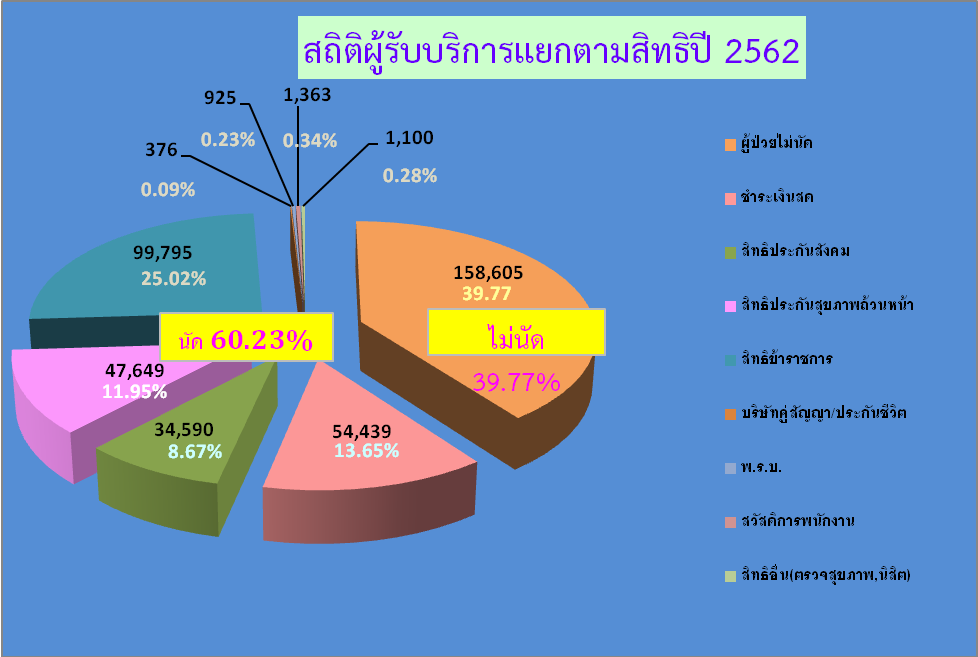 สถิติผู้รับบริการแยกตามสิทธิปี 2562
925
1,363
0.23%
0.34%
1,100
376
0.28%
0.09%
99,795
25.02%
158,605
39.77
นัด 60.23%
ไม่นัด
39.77%
47,649
11.95%
34,590
8.67%
54,439
13.65%
ผู้ป่วยไม่นัด
ชำระเงินสด
สิทธิประกันสังคม
สิทธิประกันสุขภาพถ้วนหน้า
สิทธิข้าราชการ
บริษัทคู่สัญญา/ประกันชีวิต
พ.ร.บ.
สวัสดิการพนักงาน
สิทธิอื่น(ตรวจสุขภาพ,นิสิต)